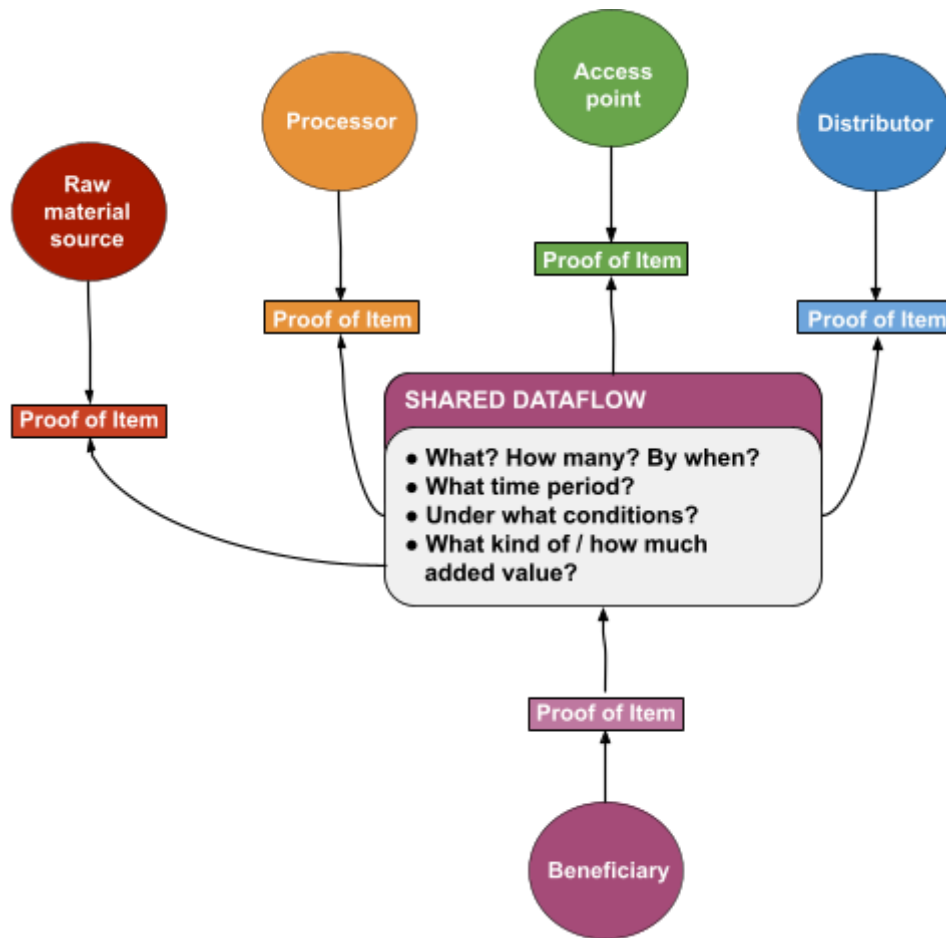 Access
point
Processor
Distributor
Raw
material
source
Proof of Item
Proof of Item
Proof of Item
Proof of Item
SHARED DATAFLOW
● What? How many? By when?
● What time period?
● Under what conditions?
● What kind of / how much
added value?
Proof of Item
Beneficiary